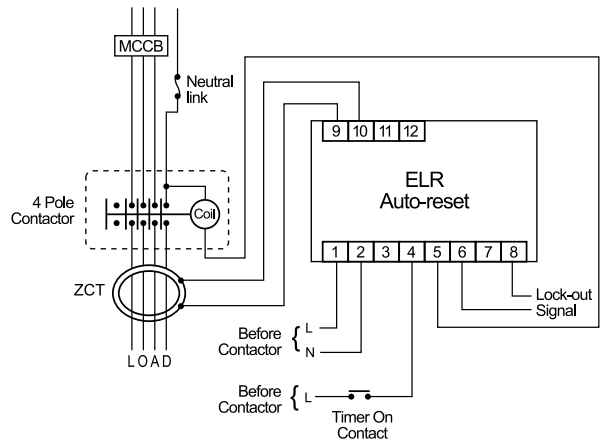 MCCB
Neutral
link
9 10 11 12
ELR
Auto-reset
4 Pole
Contactor
Coil
1 2 3 4 5 6 7 8
ZCT
Lock-out
Signal
Before
Contactor
{ L
N
LOAD
Before
Contactor
{ L
Timer On
Contact